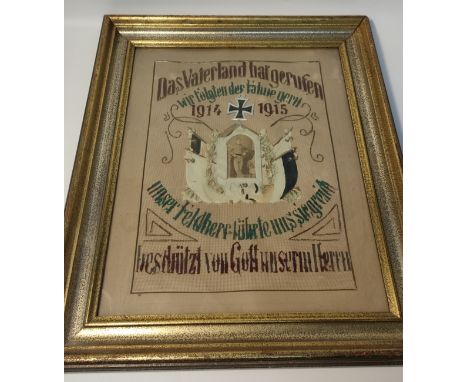 Das Vaterland hat gerufen
wir folgten der Fahne gern
1914 1915
unser Feldherr führte uns siegreich
beschützt von Gott unserm Herrn